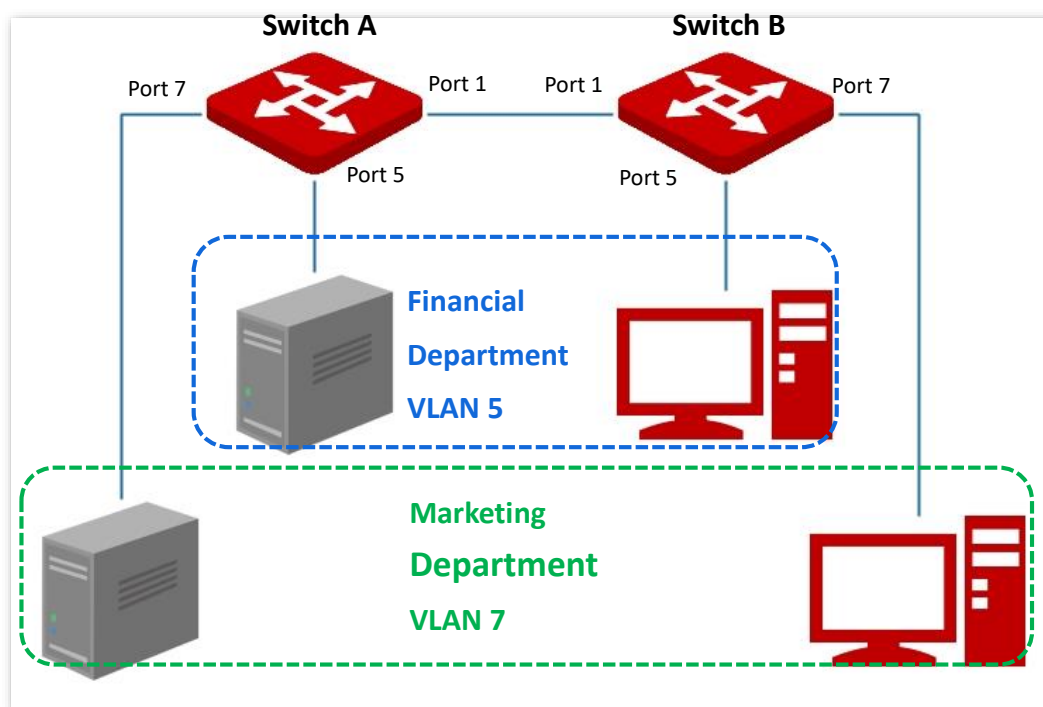 Switch A
Switch B
Port 7
Port 1
Port 1
Port 7
Port 5
Port 5
Financial
Department
VLAN 5
Marketing
Department
VLAN 7